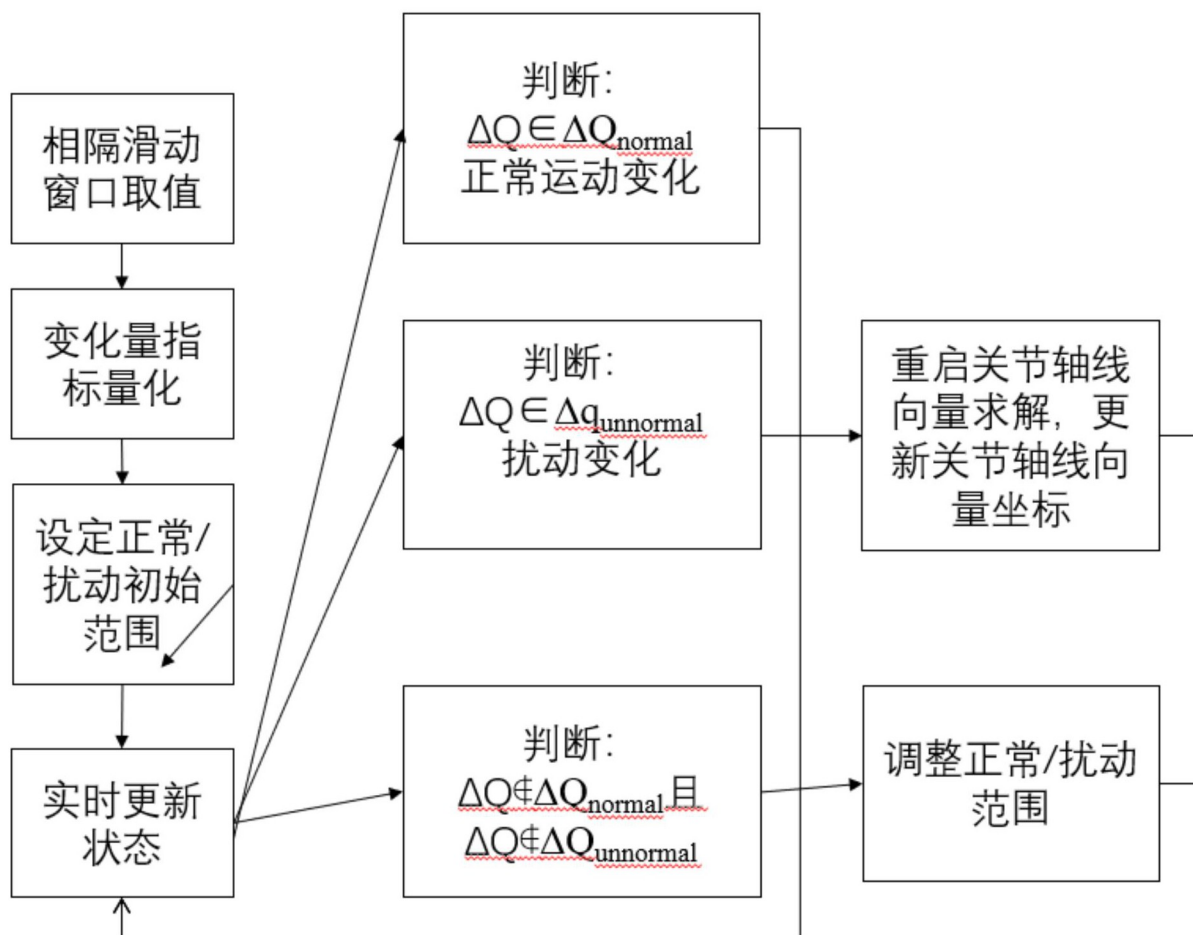 相隔滑动
窗口取值
变化量指
标量化
设定正常/
扰动初始
范围
实时更新
状态
判断：
ΔQ∈ΔQnormal
正常运动变化
判断：
ΔQ∈Δqunnormal
扰动变化
判断：
ΔQ∉ΔQnormal且
ΔQ∉ΔQunnormal
重启关节轴线
向量求解，更
新关节轴线向
量坐标
调整正常/扰动
范围